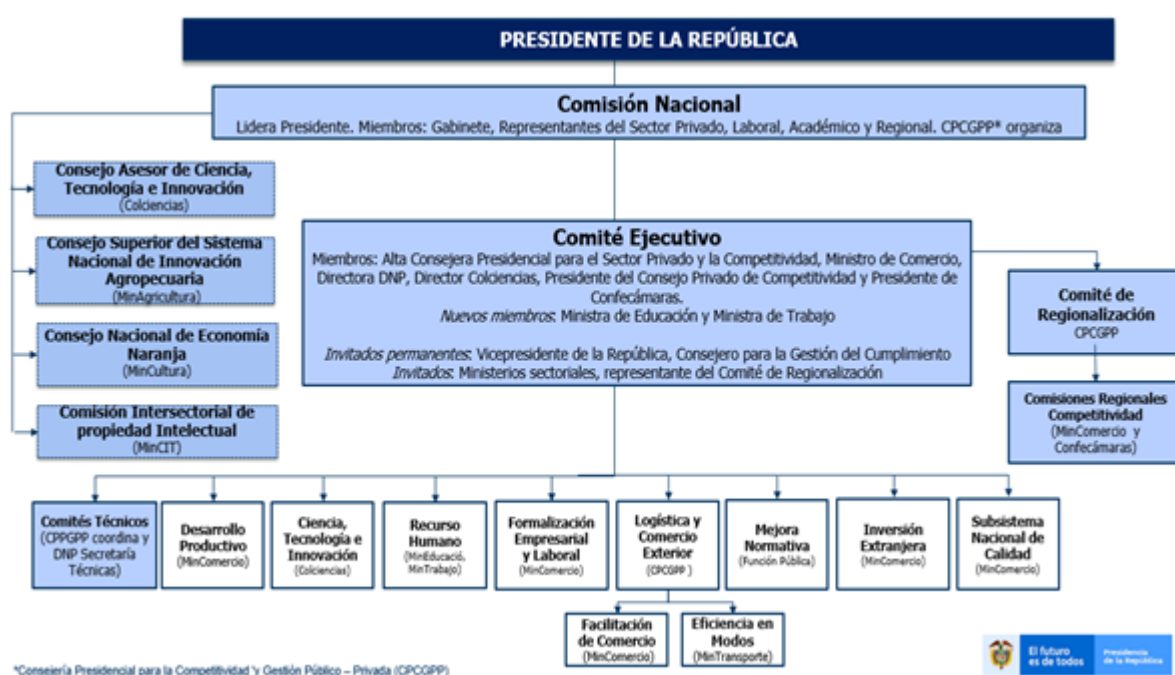 PRESIDENTE DE LA REPÚBLICA
Comisión Nacional
Lidera Presidente. Miembros: Gabinete, Representantes del Sector Privado, Laboral, Académico y Regional. CPCGPP* organiza
Consejo Asesor de Ciencia,
Tecnología e Innovación
(Colciencias)
Consejo Superior del Sistema
Nacional de Innovación
Agropecuaria
(MinAgricultura)
Consejo Nacional de Economía
Naranja
(MinCultura)
Comisión Intersectorial de
propiedad Intelectual
(MinCIT)
Comité Ejecutivo
Miembros: Alta Consejera Presidencial para el Sector Privado y la Competitividad, Ministro de Comercio,
Directora DNP, Director Colciencias, Presidente del Consejo Privado de Competitividad y Presidente de
Confecámaras.
Nuevos miembros: Ministra de Educación y Ministra de Trabajo
Invitados permanentes: Vicepresidente de la República, Consejero para la Gestión del Cumplimiento
Invitados: Ministerios sectoriales, representante del Comité de Regionalización
Comité de
Regionalización
CPCGPP
Comisiones Regionales
Competitividad
(MinComercio y
Confecámaras)
Comités Técnicos
(CPPGPP coordina y
DNP Secretaría
Técnicas)
Desarrollo
Productivo
(MinComercio)
Ciencia,
Tecnología e
Innovación
(Colciencias)
Recurso
Humano
(MinEducació,
MinTrabajo)
Formalización
Empresarial
y Laboral
(MinComercio)
Logística y
Comercio
Exterior
(CPCGPP )
Mejora
Normativa
(Función Pública)
Inversión
Extranjera
(MinComercio)
Subsistema
Nacional de
Calidad
(MinComercio)
Facilitación
de Comercio
(MinComercio)
Eficiencia en
Modos
(MinTransporte)
*Consejería Presidencial para la Competitividad y Gestión Público – Privada (CPCGPP)
El futuro
es de todos
Presidencia
de la República